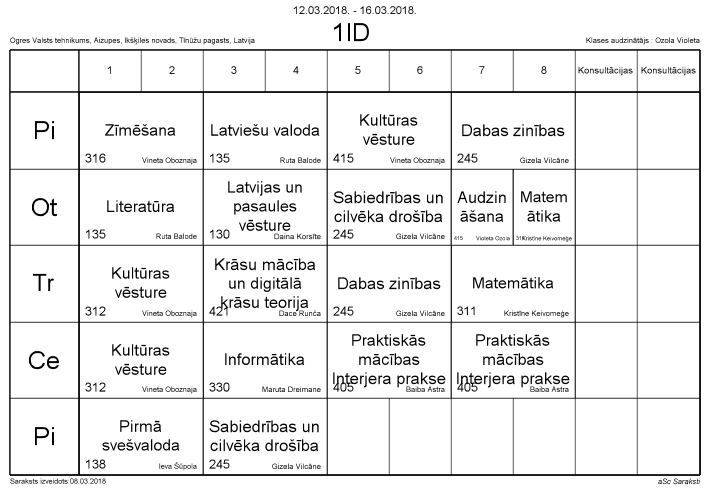 12.03.2018. - 16.03.2018.
Ogres Valsts tehnikums, Aizupes, Ikšķiles novads, Tīnūžu pagasts, Latvija
1ID
Klases audzinātājs : Ozola Violeta
1 2 3 4 5 6 7 8 Konsultācijas Konsultācijas
Pi
Zīmēšana
316 Vineta Oboznaja
Latviešu valoda
135 Ruta Balode
Kultūras
vēsture
415 Vineta Oboznaja
Dabas zinības
245 Gizela Vilcāne
Ot
Literatūra
135 Ruta Balode
Latvijas un
pasaules
vēsture
130 Daina Korsīte
Sabiedrības un
cilvēka drošība
245 Gizela Vilcāne
Audzin
āšana
415 Violeta Ozola
Matem
ātika
Kristīne Keivomeģe
Tr
Kultūras
vēsture
312 Vineta Oboznaja
Krāsu mācība
un digitālā
krāsu teorija
421 Dace Runča
Dabas zinības
245 Gizela Vilcāne
Matemātika
311 Kristīne Keivomeģe
Ce
Kultūras
vēsture
312 Vineta Oboznaja
Informātika
330 Maruta Dreimane
Praktiskās
mācības
Interjera prakse
405 Baiba Astra
Praktiskās
mācības
Interjera prakse
405 Baiba Astra
Pi
Pirmā
svešvaloda
138 Ieva Šūpola
Sabiedrības un
cilvēka drošība
245 Gizela Vilcāne
Saraksts izveidots:08.03.2018
aSc Saraksti